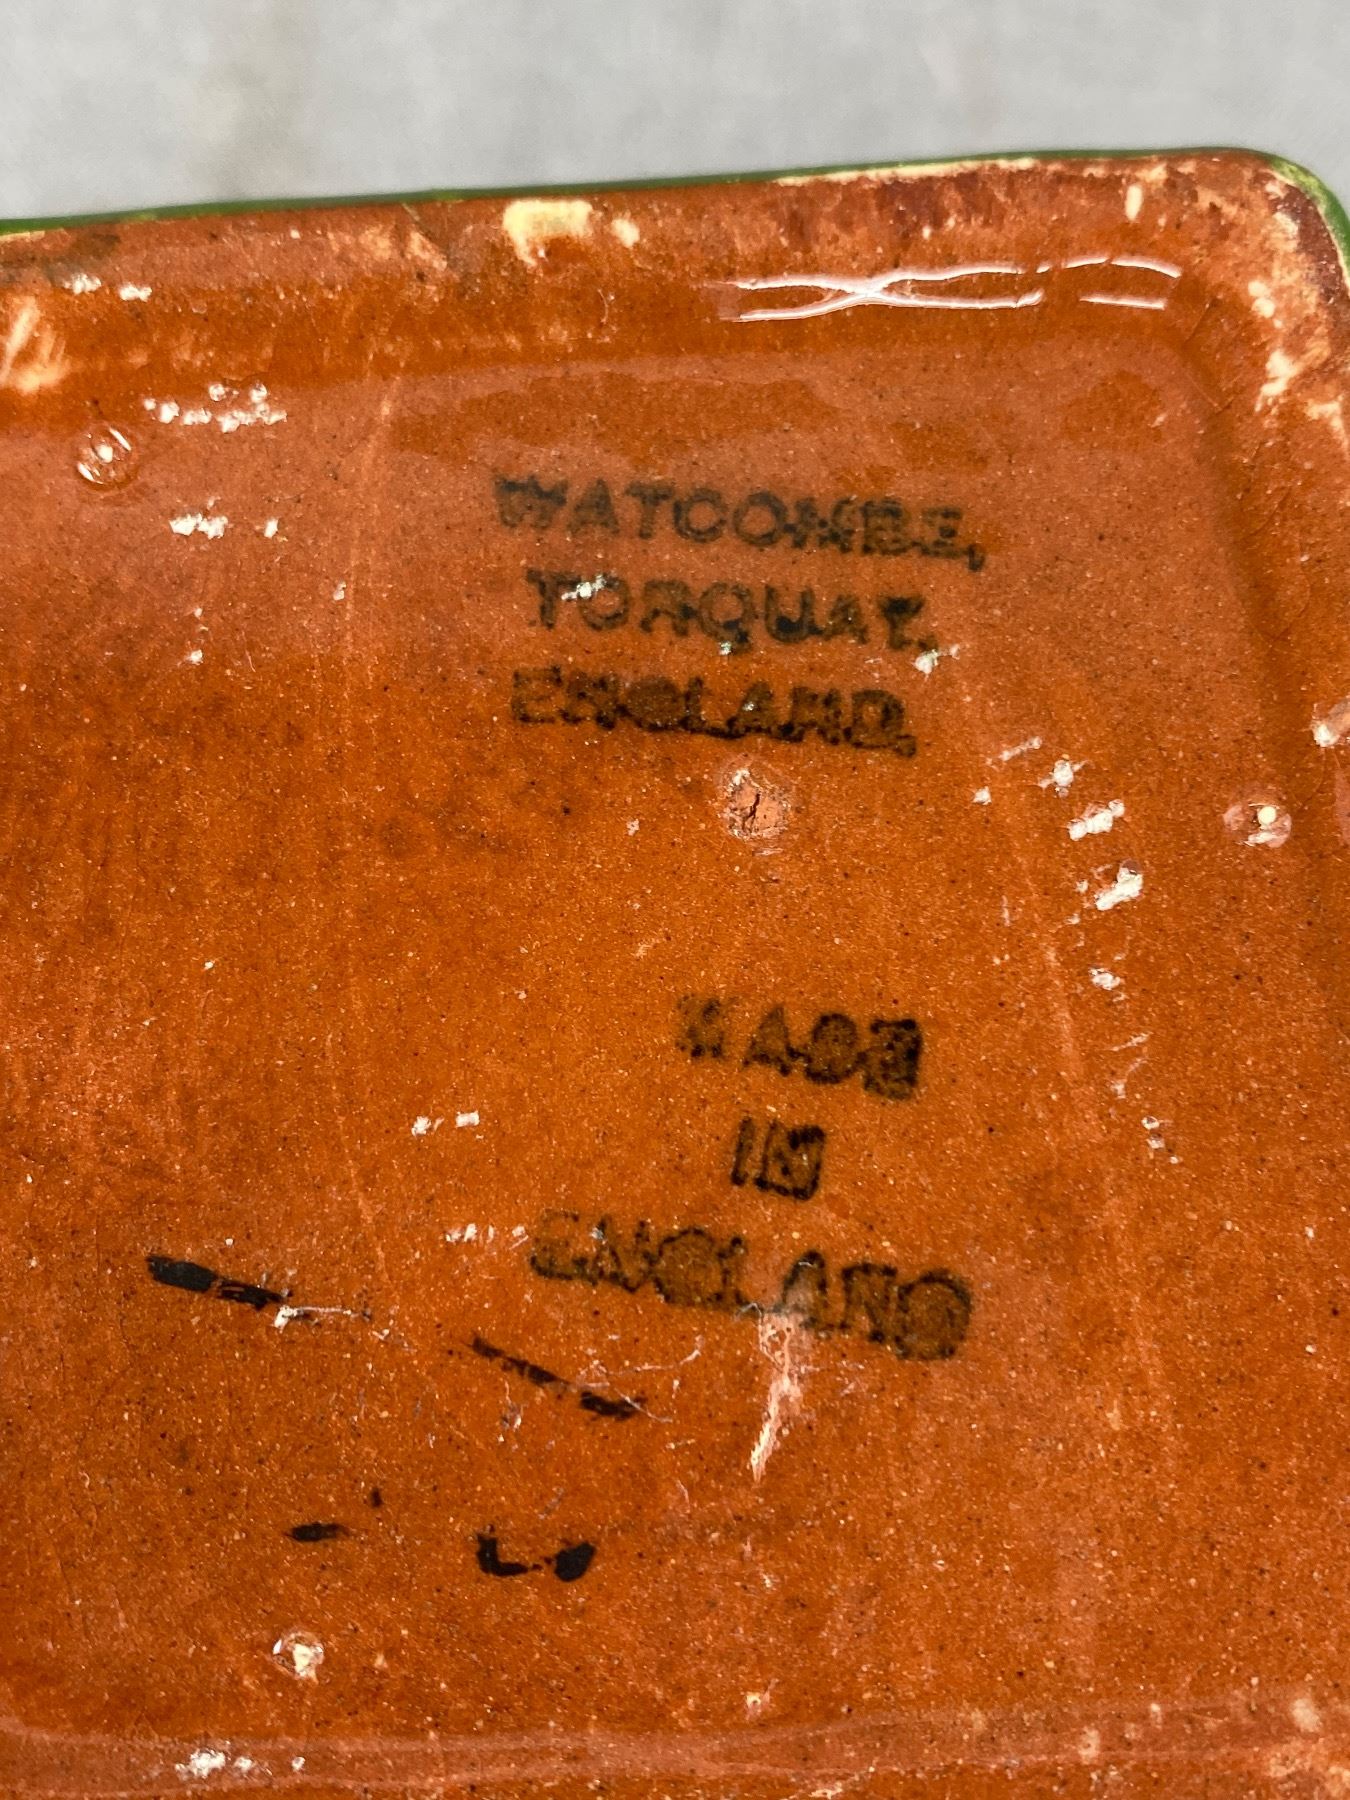 WATCOMBE,
TORQUAY,
ENGLAND.
MADE
IN
ENGLAND